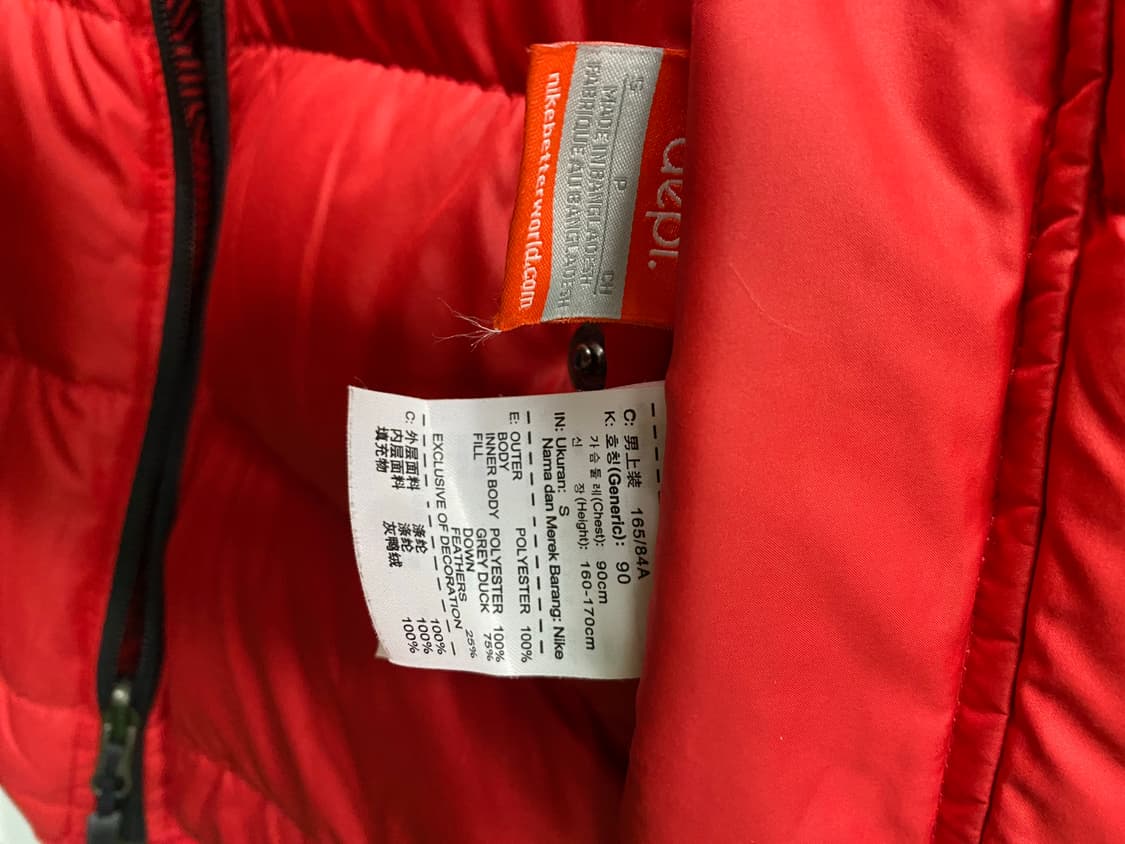 dept.
S P CH
MADE IN BANGLADESH
FABRIQUE AU BANGLADESH
nikebetterworld.com
C: 男上装 165/84A
K: 호칭(Generic): 90
가슴둘레(Chest): 90cm
신 장(Height): 160-170cm
IN: Ukuran: S
Nama dan Merek Barang: Nike
E: OUTER POLYESTER 100%
BODY
INNER BODY POLYESTER 100%
FILL GREY DUCK 75%
DOWN
FEATHERS 25%
EXCLUSIVE OF DECORATION
C: 外层面料 涤纶 100%
内层面料 涤纶 100%
填充物 灰鸭绒 100%